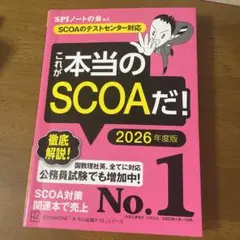 SPIノートの会 編著
SCOAのテストセンター対応
これが
本当の
SCOAだ!
2026年度版
徹底
解説!
国数理社英、全てに対応
公務員試験でも増加中!
SCOA対策
関連本で売上
No.1